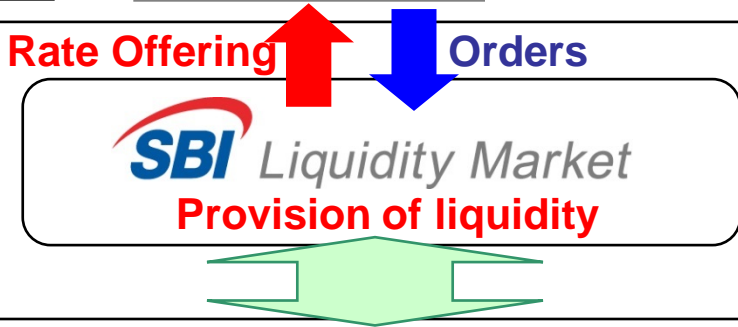 Rate Offering Orders
SBI Liquidity Market
Provision of liquidity